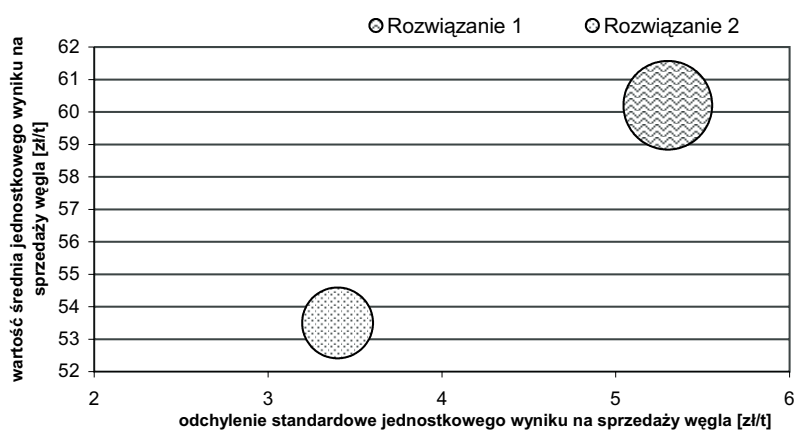 Rozwiązanie 1 Rozwiązanie 2
wartość średnia jednostkowego wyniku na
sprzedaży węgla [zł/t]
62
61
60
59
58
57
56
55
54
53
52
2 3 4 5 6
odchylenie standardowe jednostkowego wyniku na sprzedaży węgla [zł/t]